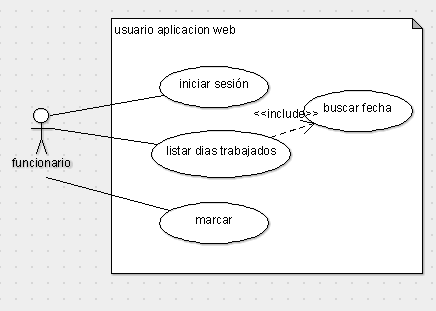 usuario aplicacion web
iniciar sesión
<<include>>
buscar fecha
listar dias trabajados
funcionario
marcar